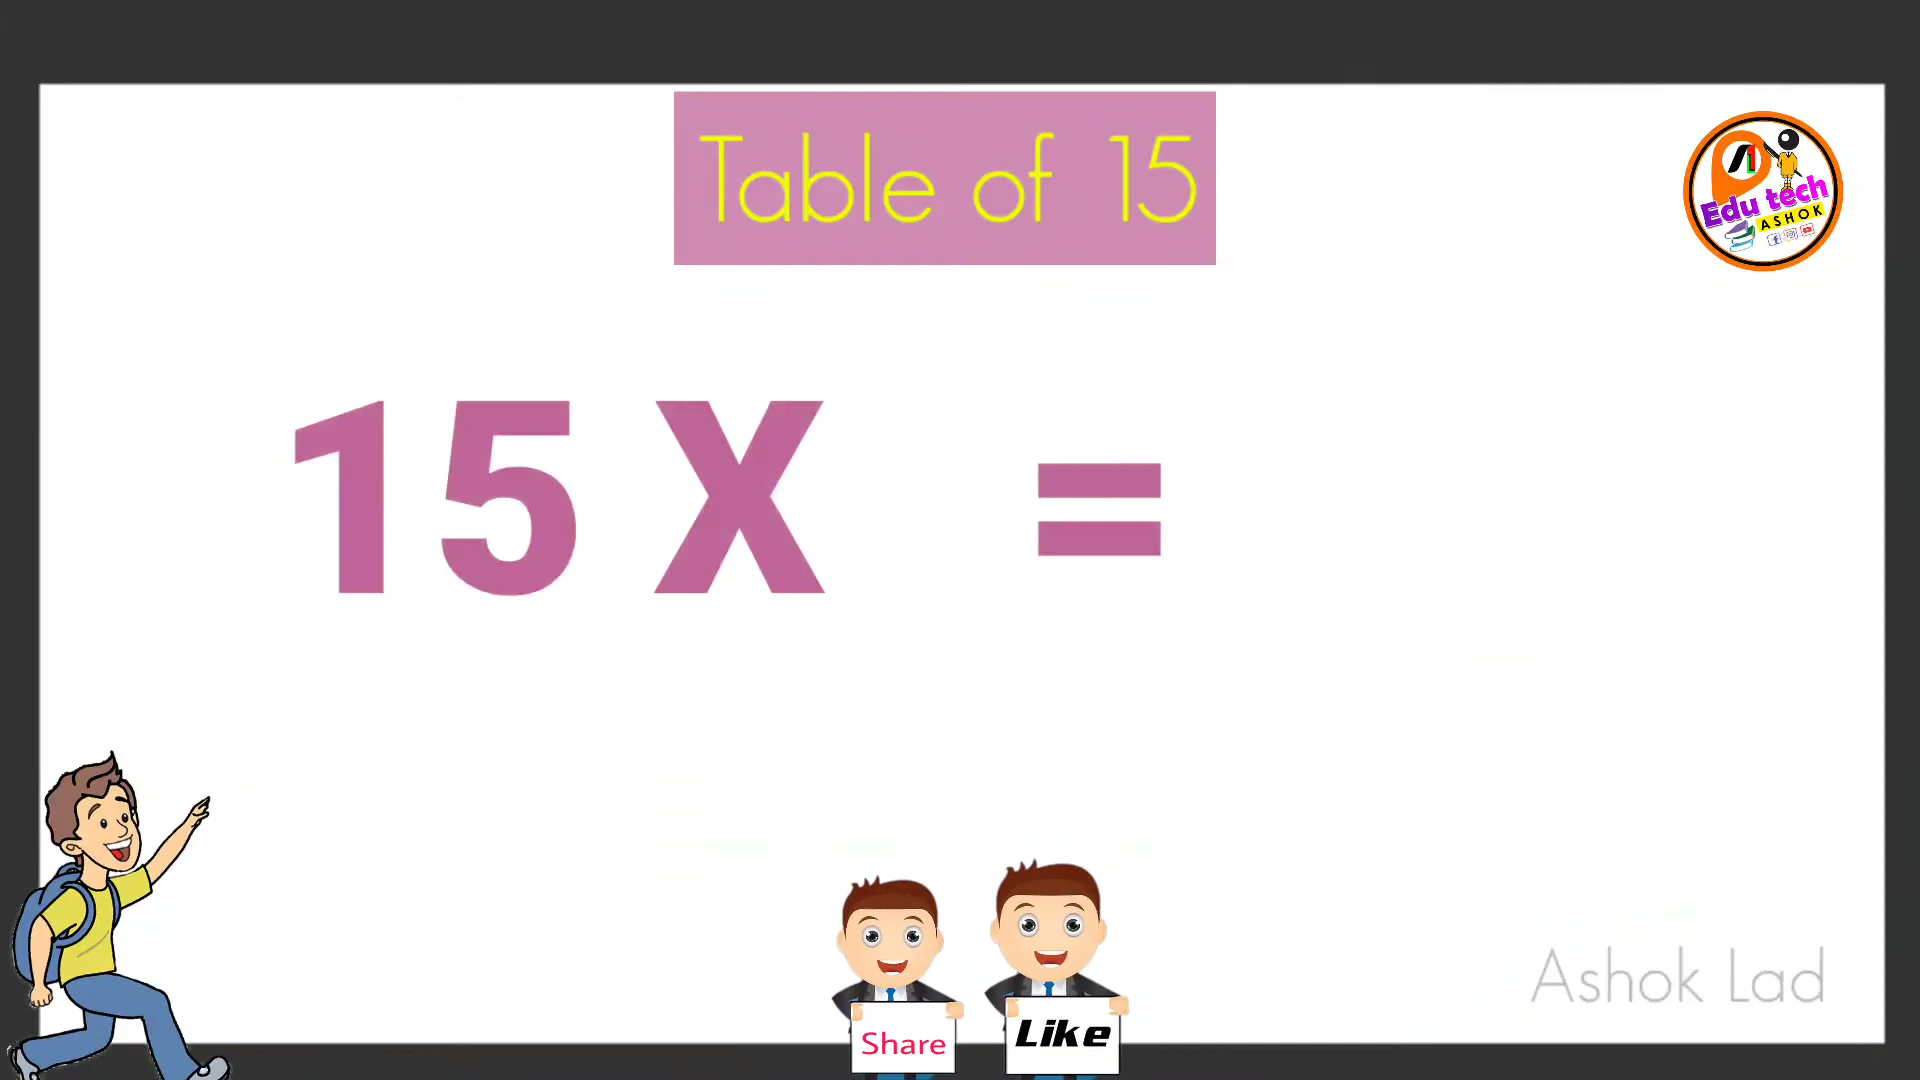 Table of 15
Edu tech
ASHOK
15 X =
Ashok Lad
Share
Like